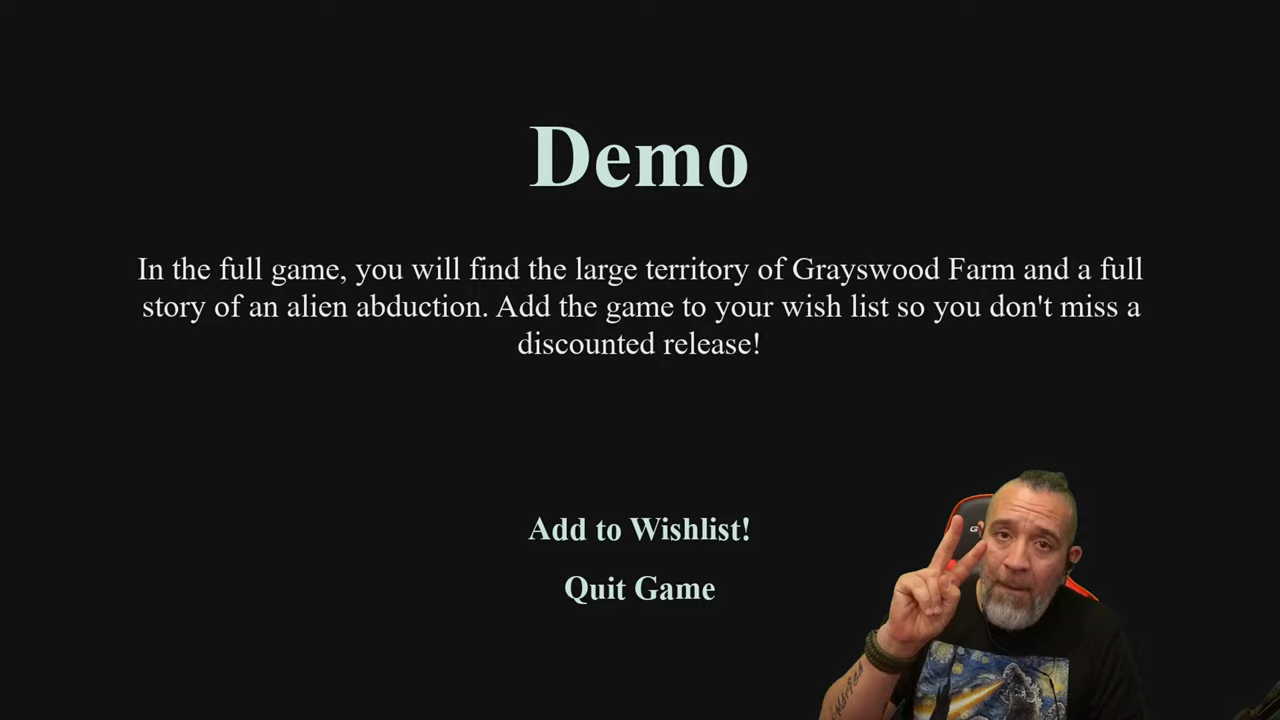 Demo
In the full game, you will find the large territory of Grayswood Farm and a full
story of an alien abduction. Add the game to your wish list so you don't miss a
discounted release!
Add to Wishlist!
Quit Game